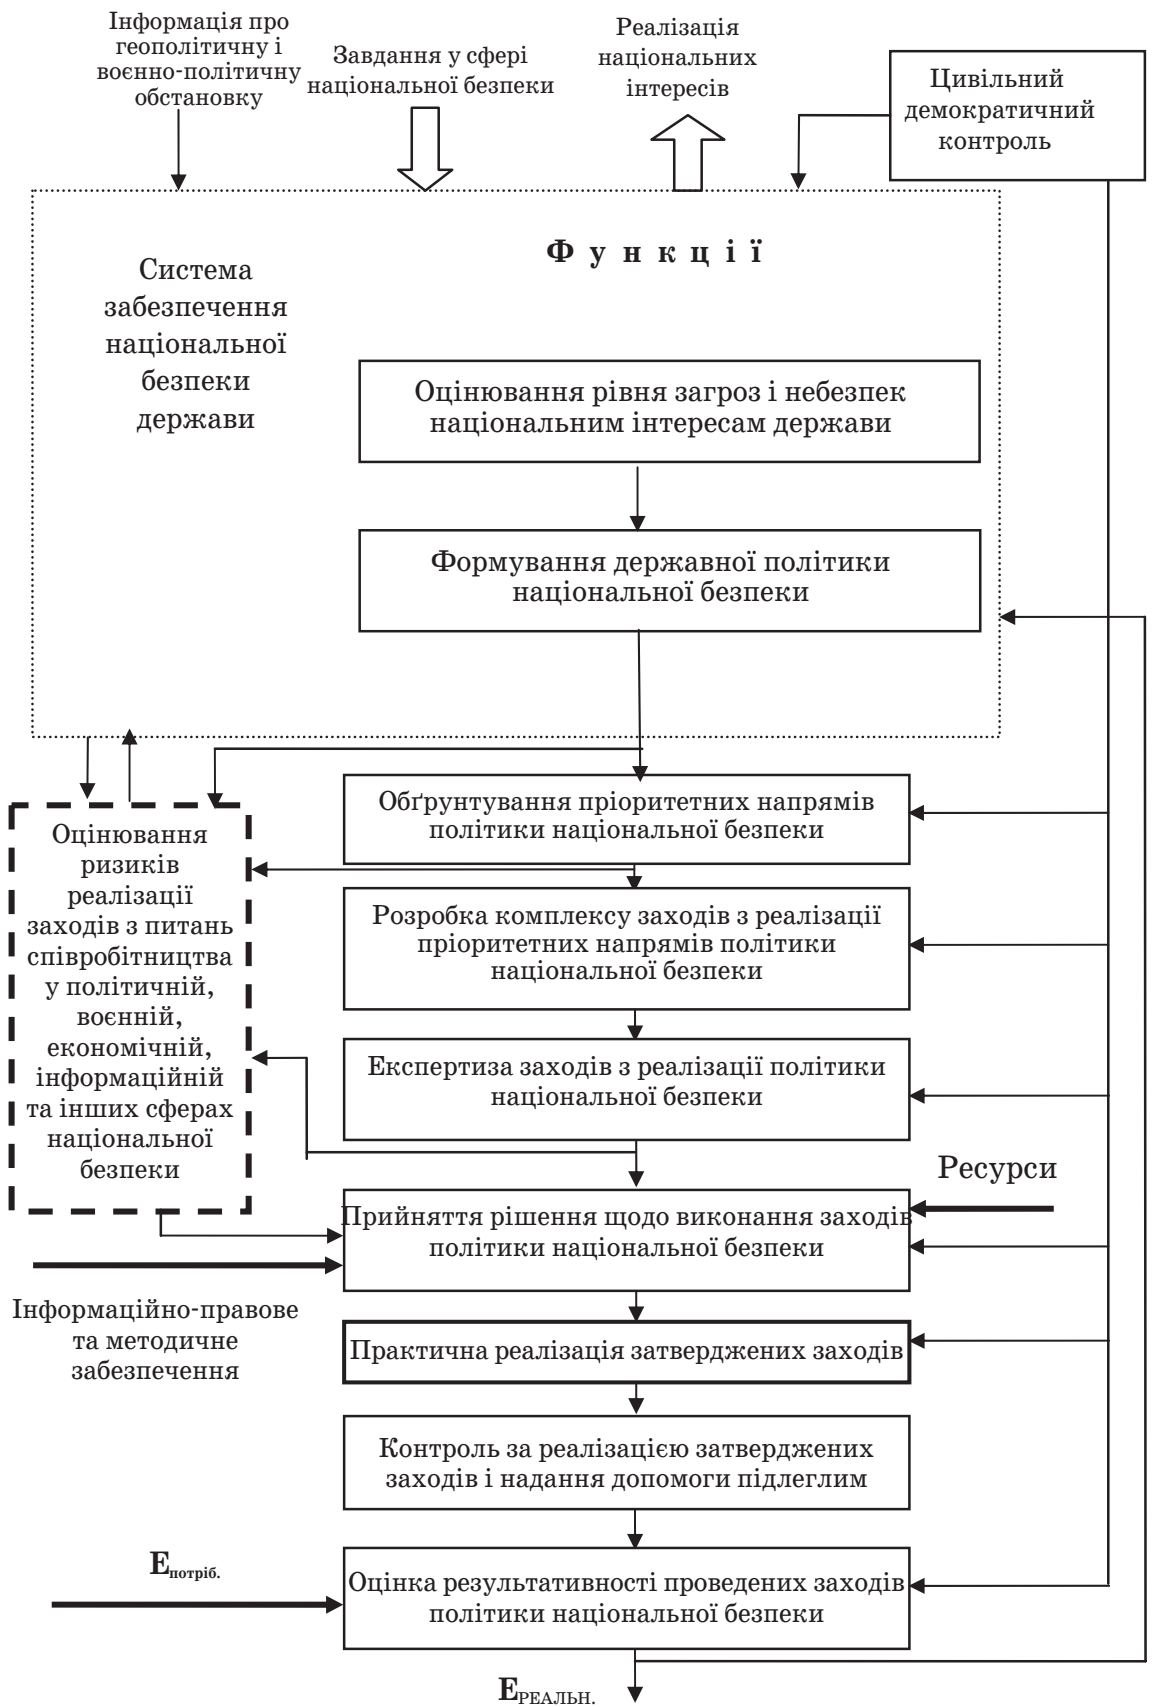 Інформація про
геополітичну і
воєнно-політичну
обстановку
Завдання у сфері
національної безпеки
Реалізація
національних
інтересів
Цивільний
демократичний
контроль
Функції
Система
забезпечення
національної
безпеки
держави
Оцінювання рівня загроз і небезпек
національним інтересам держави
Формування державної політики
національної безпеки
Обґрунтування пріоритетних напрямів
політики національної безпеки
Оцінювання
ризиків
реалізації
заходів з питань
співробітництва
у політичній,
воєнній,
економічній,
інформаційній
та інших сферах
національної
безпеки
Розробка комплексу заходів з реалізації
пріоритетних напрямів політики
національної безпеки
Експертиза заходів з реалізації політики
національної безпеки
Ресурси
Прийняття рішення щодо виконання заходів
політики національної безпеки
Інформаційно-правове
та методичне
забезпечення
Практична реалізація затверджених заходів
Контроль за реалізацією затверджених
заходів і надання допомоги підлеглим
Епотріб.
Оцінка результативності проведених заходів
політики національної безпеки
ЕРЕАЛЬН.